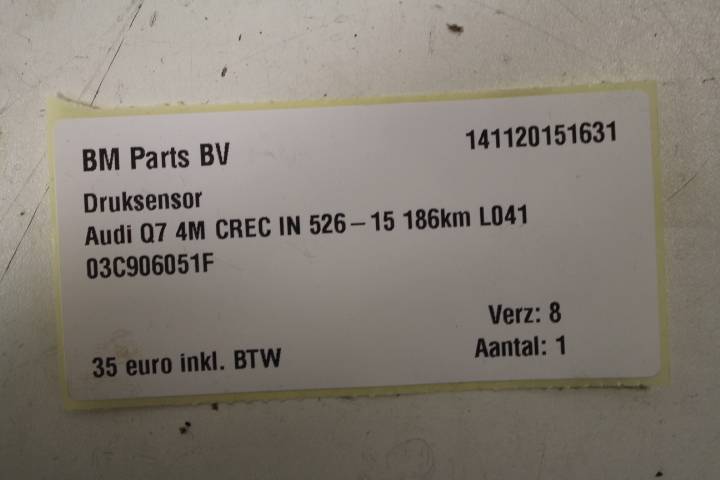 BM Parts BV
141120151631
Druksensor
Audi Q7 4M CREC IN 526-15 186km L041
03C906051F
Verz: 8
35 euro inkl. BTW
Aantal: 1